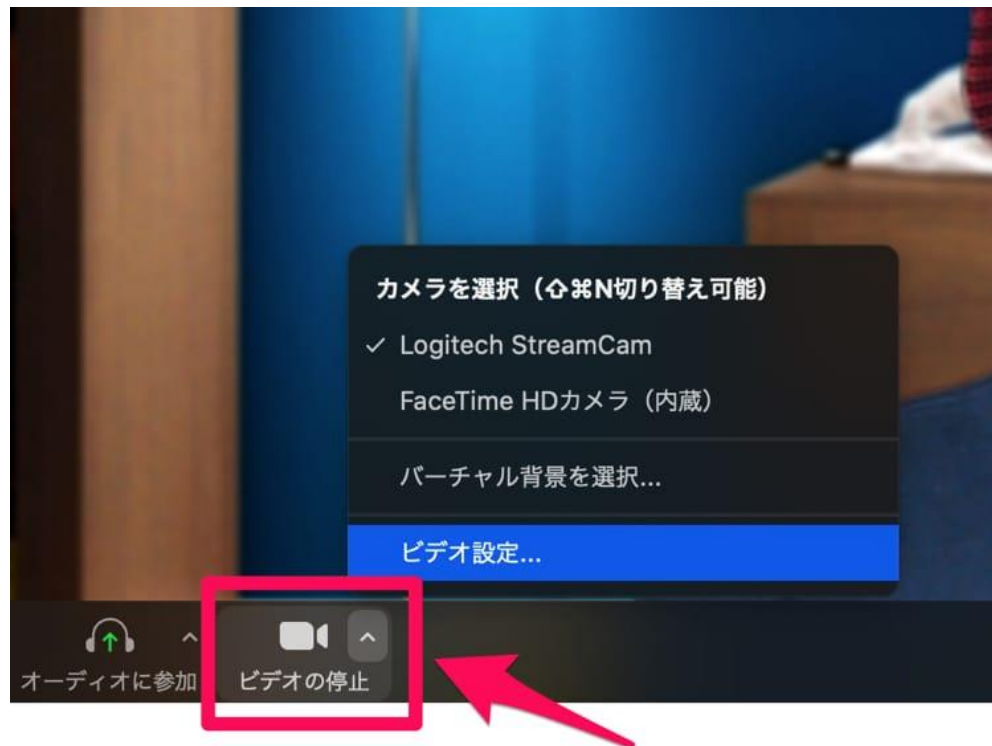 カメラを選択（⇧⌘N切り替え可能）
✓ Logitech StreamCam
FaceTime HDカメラ（内蔵）
バーチャル背景を選択...
ビデオ設定...
オーディオに参加
ビデオの停止